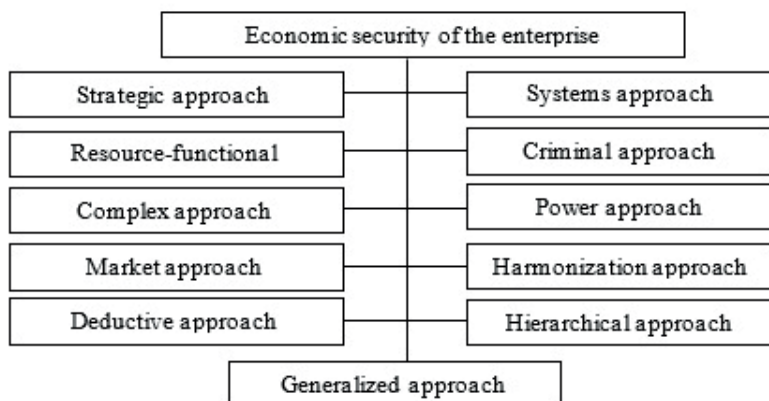 Economic security of the enterprise
Strategic approach
Systems approach
Resource-functional
Criminal approach
Complex approach
Power approach
Market approach
Harmonization approach
Deductive approach
Hierarchical approach
Generalized approach